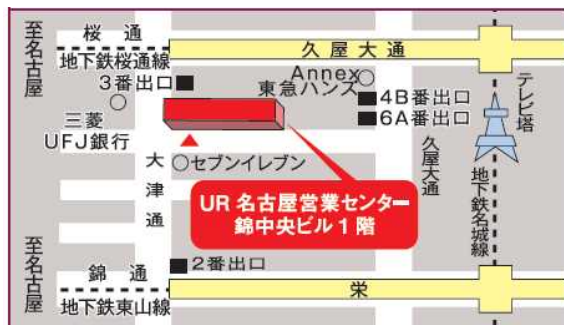 至名古屋
桜通
地下鉄桜通線
久屋大通
3番出口
Annex
東急ハンズ
4B番出口
6A番出口
テレビ塔
三菱
UFJ銀行
大津通
セブンイレブン
久屋大通
地下鉄名城線
UR 名古屋営業センター
錦中央ビル1階
至名古屋
錦通
地下鉄東山線
2番出口
栄